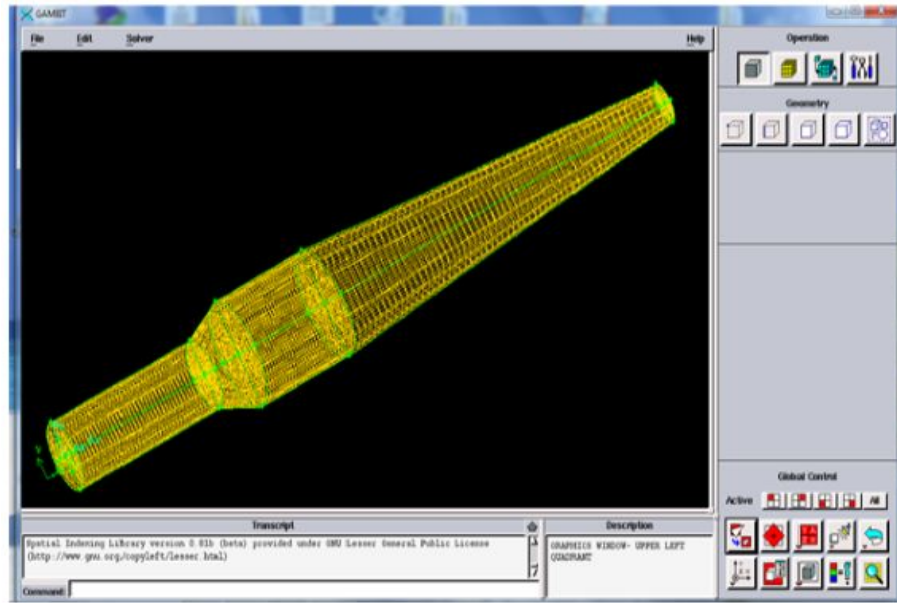 GAMBIT
File Edit Solver Help
Operation
Geometry
Global Control
Active All
Transcript
Spatial Indexing Library version 0.81b (beta) provided under GNU Lesser General Public License
(http://www.gnu.org/copyleft/lesser.html)
Command:
Description
GRAPHICS WINDOW- UPPER LEFT
QUADRANT